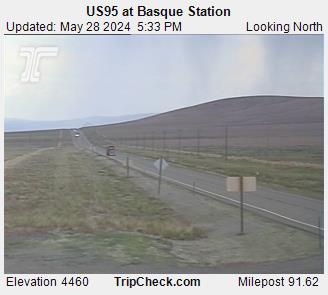 US95 at Basque Station
Updated: May 28 2024 5:33 PM Looking North
Elevation 4460 TripCheck.com Milepost 91.62